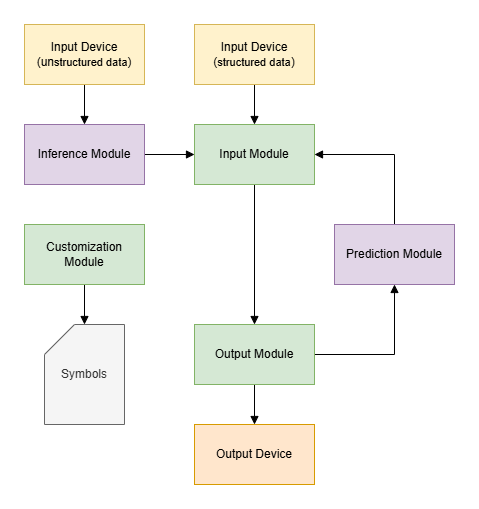 Input Device
(unstructured data)
Input Device
(structured data)
Inference Module
Input Module
Customization
Module
Prediction Module
Symbols
Output Module
Output Device